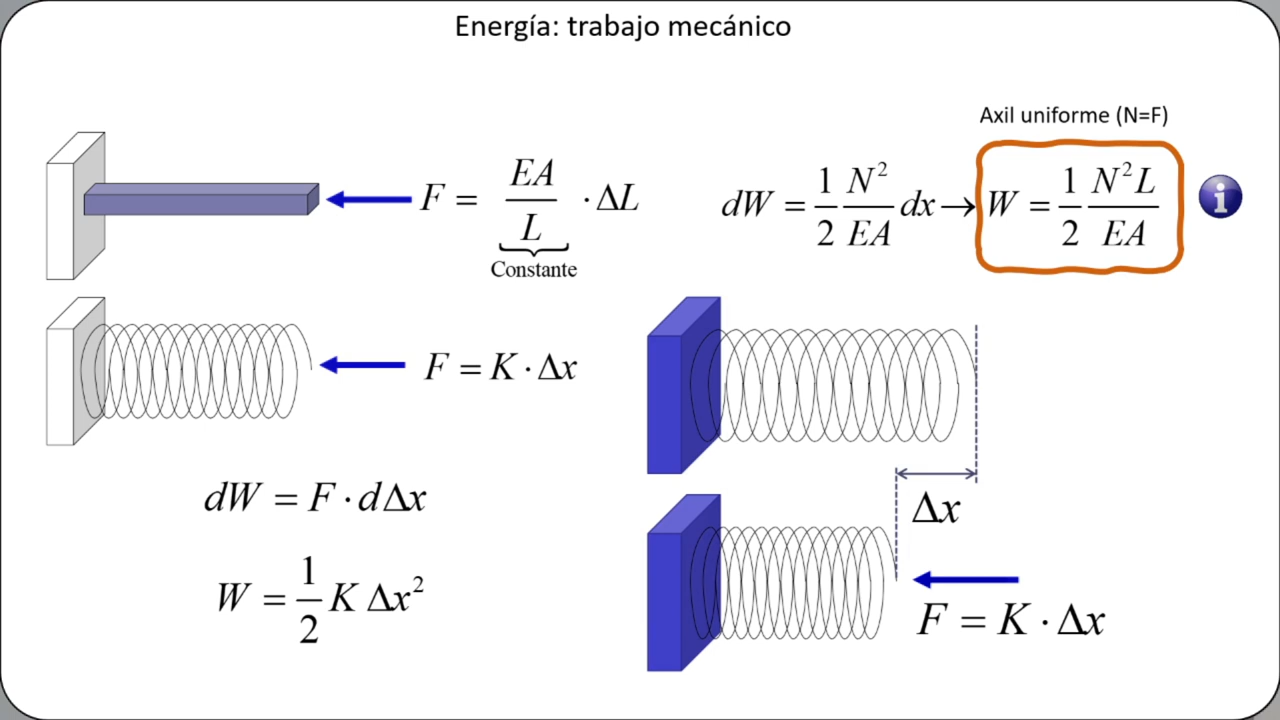 Energía: trabajo mecánico
Axil uniforme (N=F)
F = EA/L · ΔL
Constante
dW = 1/2 N²/EA dx → W = 1/2 N²L/EA
i
F = K · Δx
dW = F · dΔx
Δx
W = 1/2 K Δx²
F = K · Δx